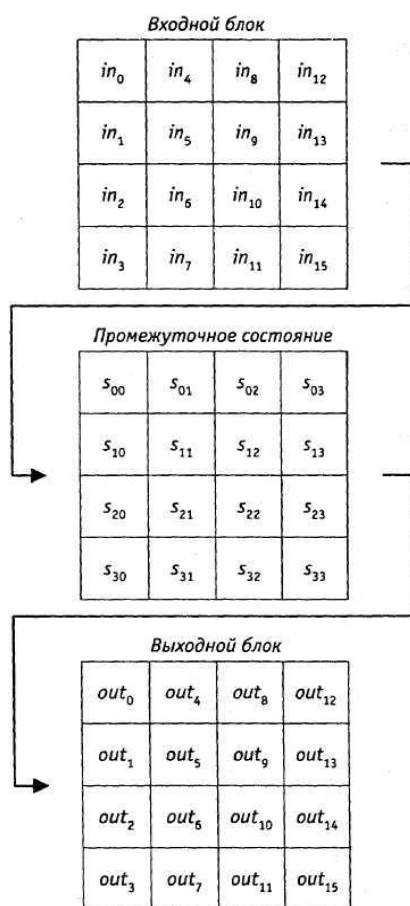 Входной блок
in₀ in₄ in₈ in₁₂
in₁ in₅ in₉ in₁₃
in₂ in₆ in₁₀ in₁₄
in₃ in₇ in₁₁ in₁₅
Промежуточное состояние
s₀₀ s₀₁ s₀₂ s₀₃
s₁₀ s₁₁ s₁₂ s₁₃
s₂₀ s₂₁ s₂₂ s₂₃
s₃₀ s₃₁ s₃₂ s₃₃
Выходной блок
out₀ out₄ out₈ out₁₂
out₁ out₅ out₉ out₁₃
out₂ out₆ out₁₀ out₁₄
out₃ out₇ out₁₁ out₁₅